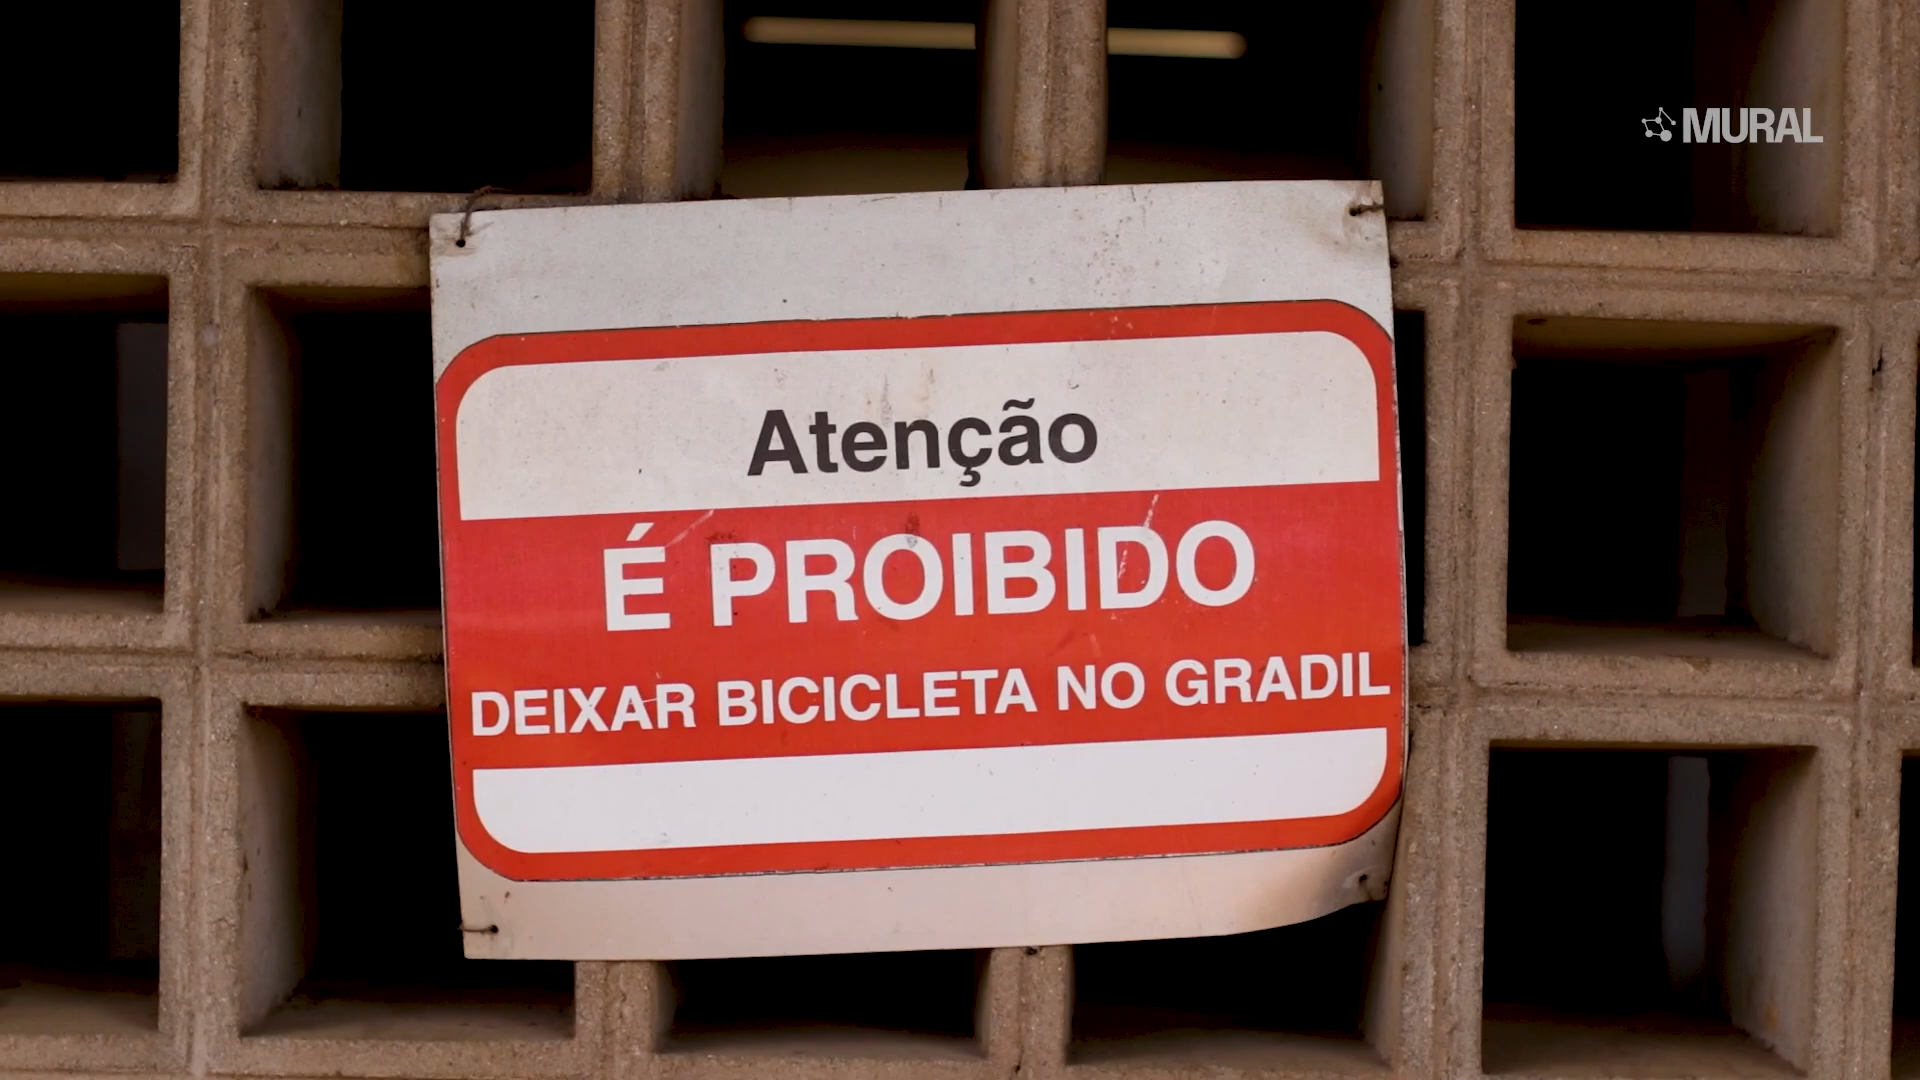 MURAL
Atenção
É PROIBIDO
DEIXAR BICICLETA NO GRADIL